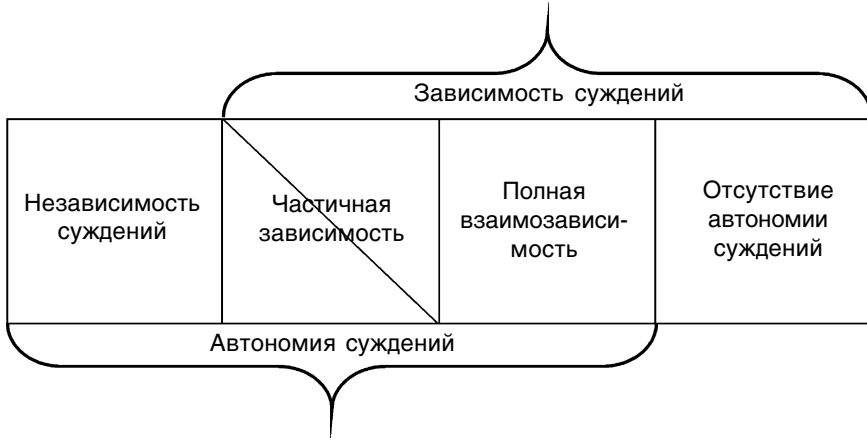 Зависимость суждений
Независимость
суждений
Частичная
зависимость
Полная
взаимозависи-
мость
Отсутствие
автономии
суждений
Автономия суждений